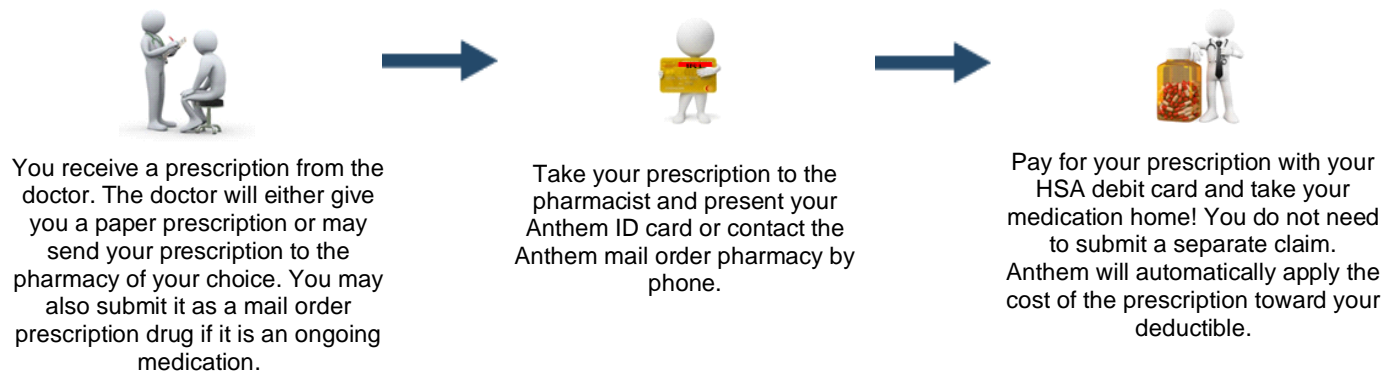 You receive a prescription from the
doctor. The doctor will either give
you a paper prescription or may
send your prescription to the
pharmacy of your choice. You may
also submit it as a mail order
prescription drug if it is an ongoing
medication.
Take your prescription to the
pharmacist and present your
Anthem ID card or contact the
Anthem mail order pharmacy by
phone.
Pay for your prescription with your
HSA debit card and take your
medication home! You do not need
to submit a separate claim.
Anthem will automatically apply the
cost of the prescription toward your
deductible.